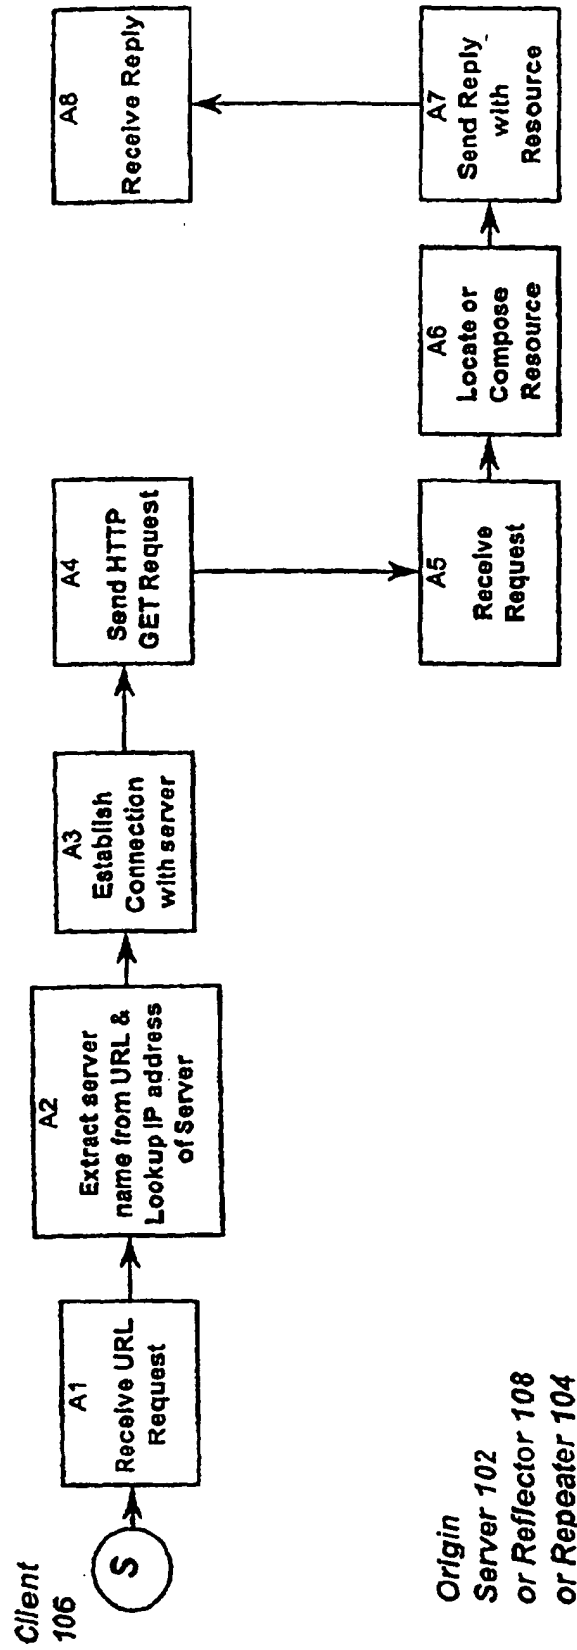 Client
106
S
A1
Receive URL
Request
A2
Extract server
name from URL &
Lookup IP address
of Server
A3
Establish
Connection
with server
A4
Send HTTP
GET Request
A8
Receive Reply
Origin
Server 102
or Reflector 108
or Repeater 104
A5
Receive
Request
A6
Locate or
Compose
Resource
A7
Send Reply
with
Resource